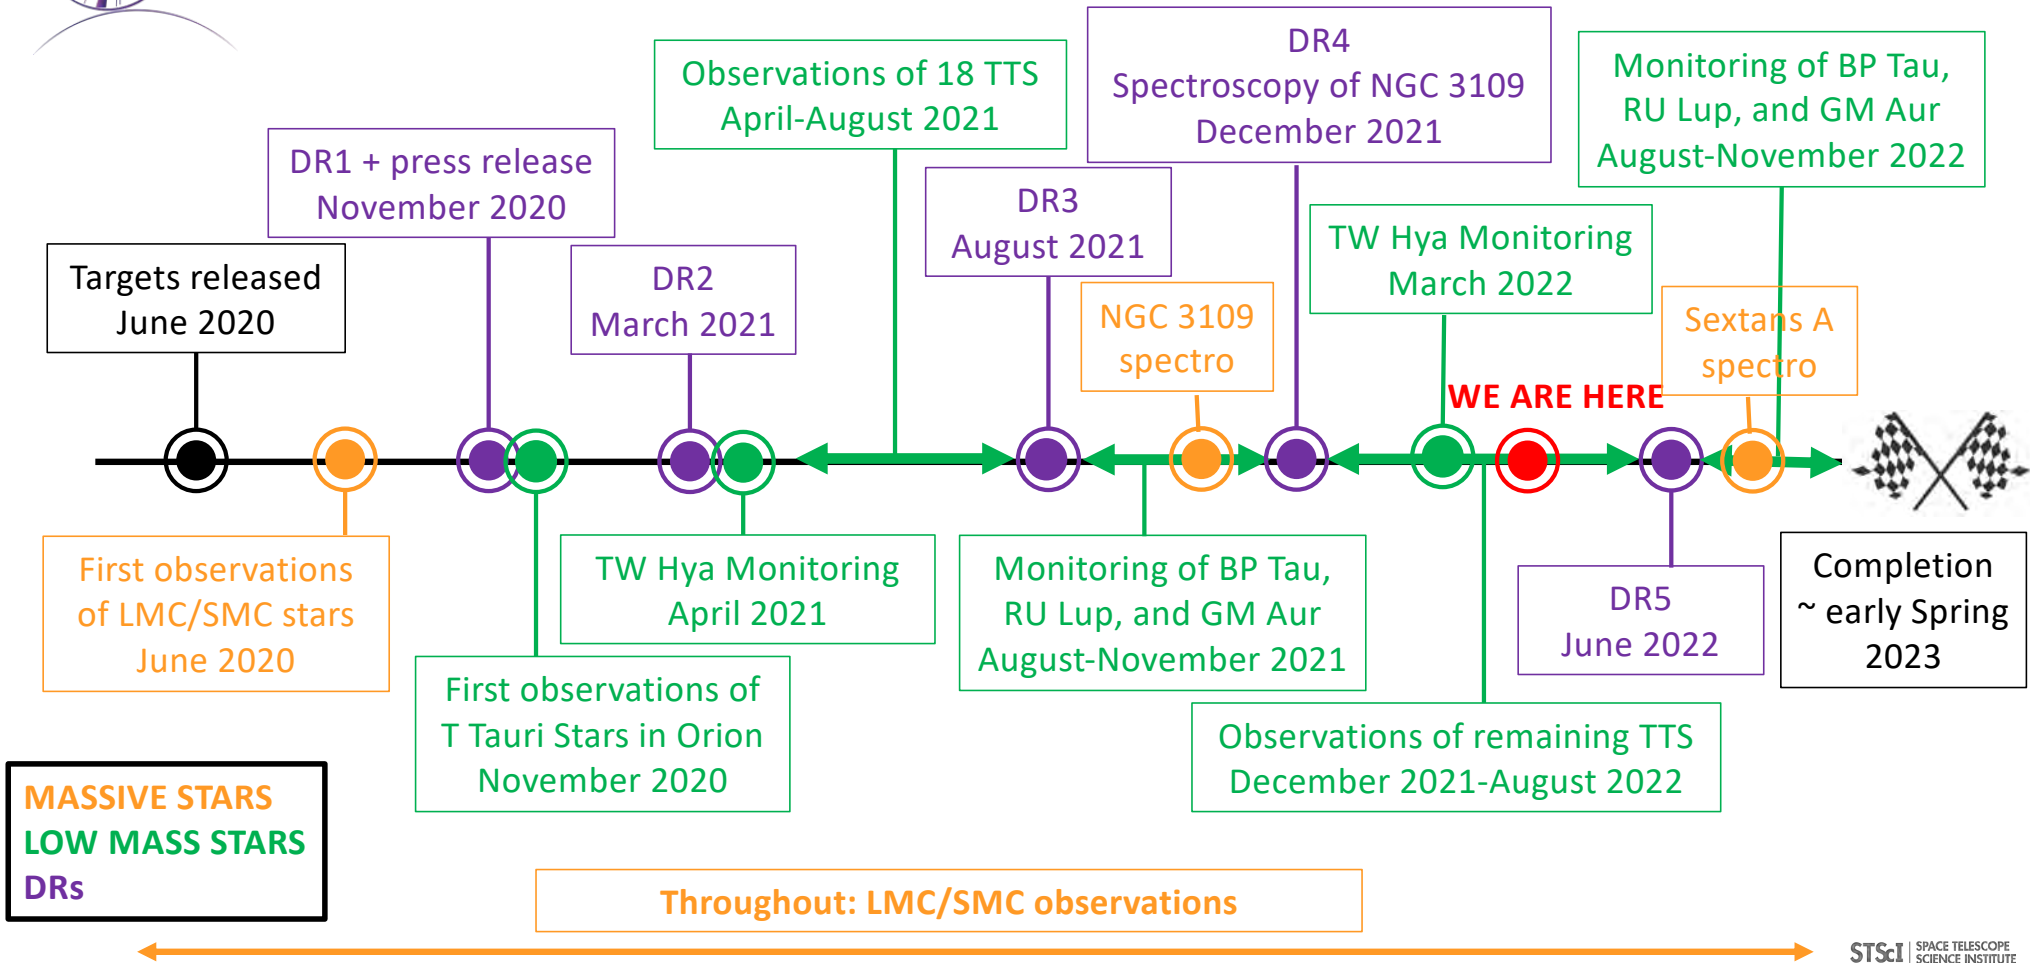 Observations of 18 TTS
April-August 2021
DR4
Spectroscopy of NGC 3109
December 2021
Monitoring of BP Tau,
RU Lup, and GM Aur
August-November 2022
DR1 + press release
November 2020
DR3
August 2021
TW Hya Monitoring
March 2022
Targets released
June 2020
DR2
March 2021
NGC 3109
spectro
Sextans A
spectro
WE ARE HERE
First observations
of LMC/SMC stars
June 2020
TW Hya Monitoring
April 2021
Monitoring of BP Tau,
RU Lup, and GM Aur
August-November 2021
DR5
June 2022
Completion
~ early Spring
2023
First observations of
T Tauri Stars in Orion
November 2020
Observations of remaining TTS
December 2021-August 2022
MASSIVE STARS
LOW MASS STARS
DRs
Throughout: LMC/SMC observations
STScI | SPACE TELESCOPE
SCIENCE INSTITUTE